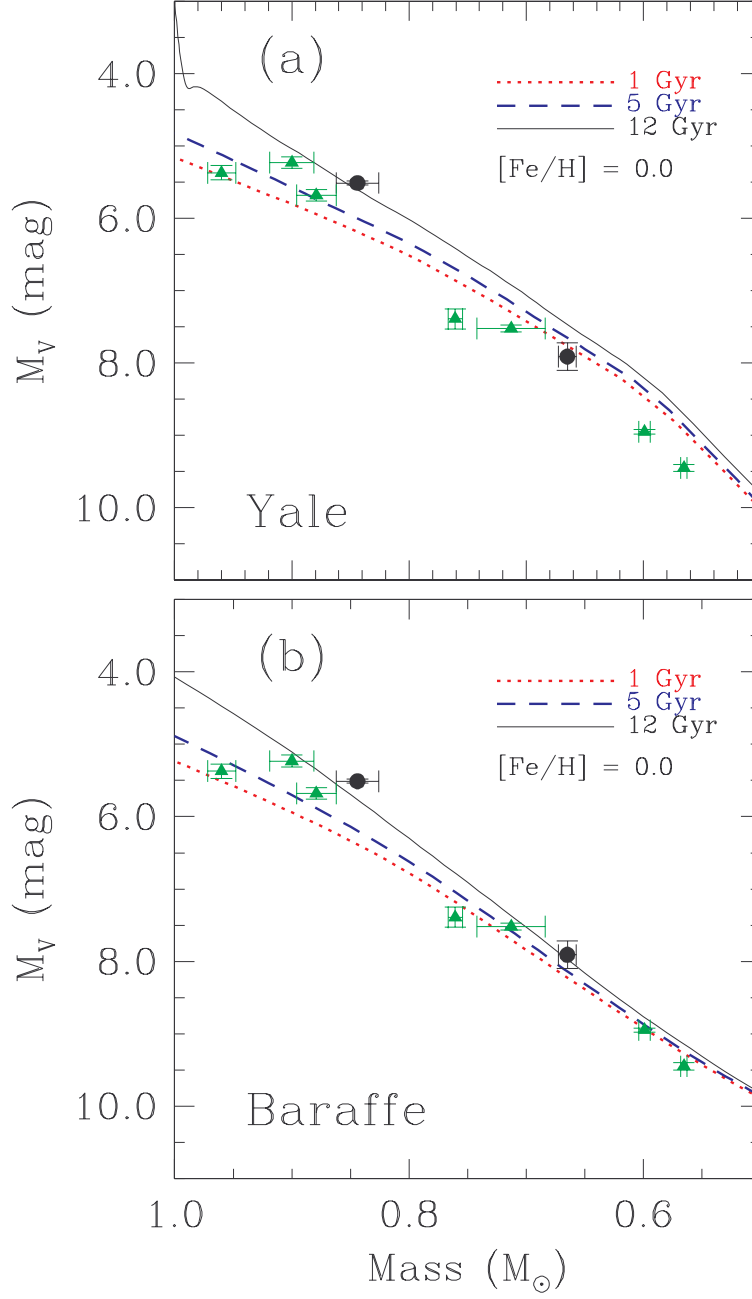 (a)
4.0
1 Gyr
5 Gyr
12 Gyr
[Fe/H] = 0.0
6.0
M_V (mag)
8.0
10.0
Yale
(b)
4.0
1 Gyr
5 Gyr
12 Gyr
[Fe/H] = 0.0
6.0
M_V (mag)
8.0
10.0
Baraffe
1.0 0.8 0.6
Mass (M_⊙)